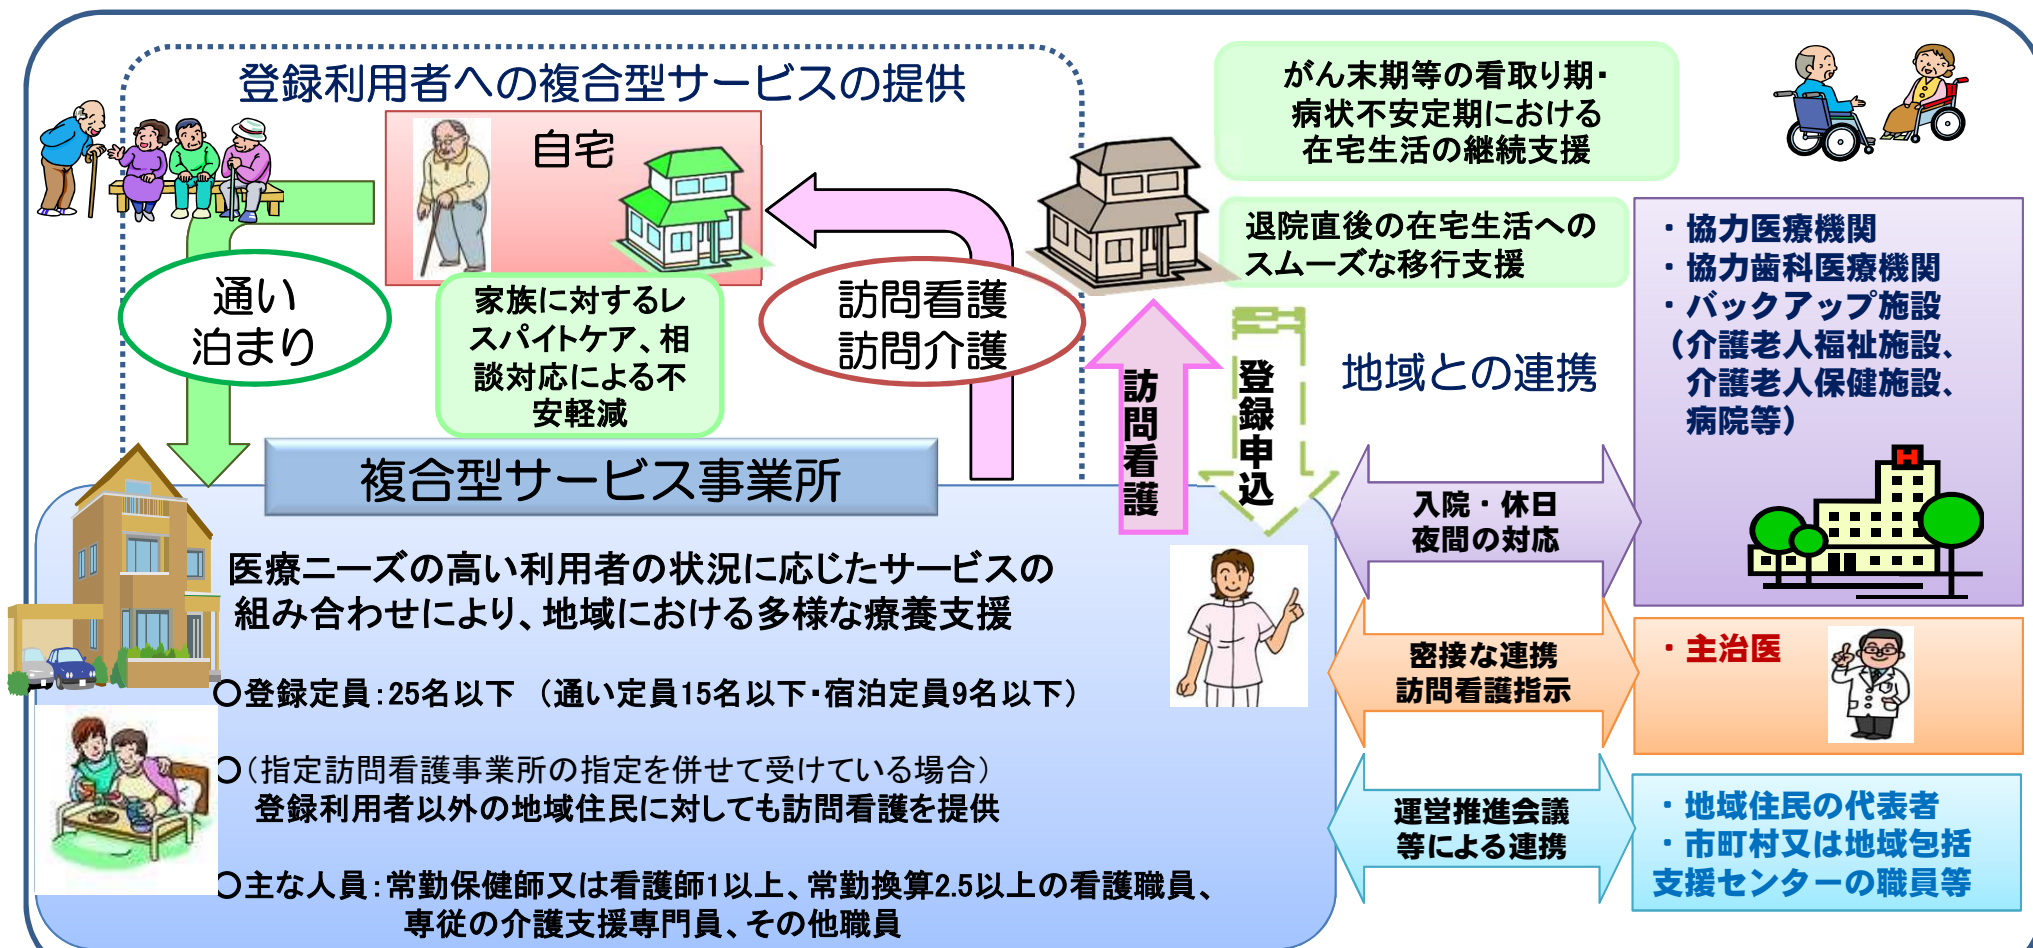 登録利用者への複合型サービスの提供
自宅
通い
泊まり
家族に対するレ
スパイトケア、相
談対応による不
安軽減
訪問看護
訪問介護
がん末期等の看取り期・
病状不安定期における
在宅生活の継続支援
退院直後の在宅生活への
スムーズな移行支援
訪問看護
登録申込
地域との連携
・協力医療機関
・協力歯科医療機関
・バックアップ施設
（介護老人福祉施設、
介護老人保健施設、
病院等）
H
入院・休日
夜間の対応
・主治医
密接な連携
訪問看護指示
・地域住民の代表者
・市町村又は地域包括
支援センターの職員等
運営推進会議
等による連携
複合型サービス事業所
医療ニーズの高い利用者の状況に応じたサービスの
組み合わせにより、地域における多様な療養支援
○登録定員：25名以下　（通い定員15名以下・宿泊定員9名以下）
○（指定訪問看護事業所の指定を併せて受けている場合）
登録利用者以外の地域住民に対しても訪問看護を提供
○主な人員：常勤保健師又は看護師1以上、常勤換算2.5以上の看護職員、
専従の介護支援専門員、その他職員